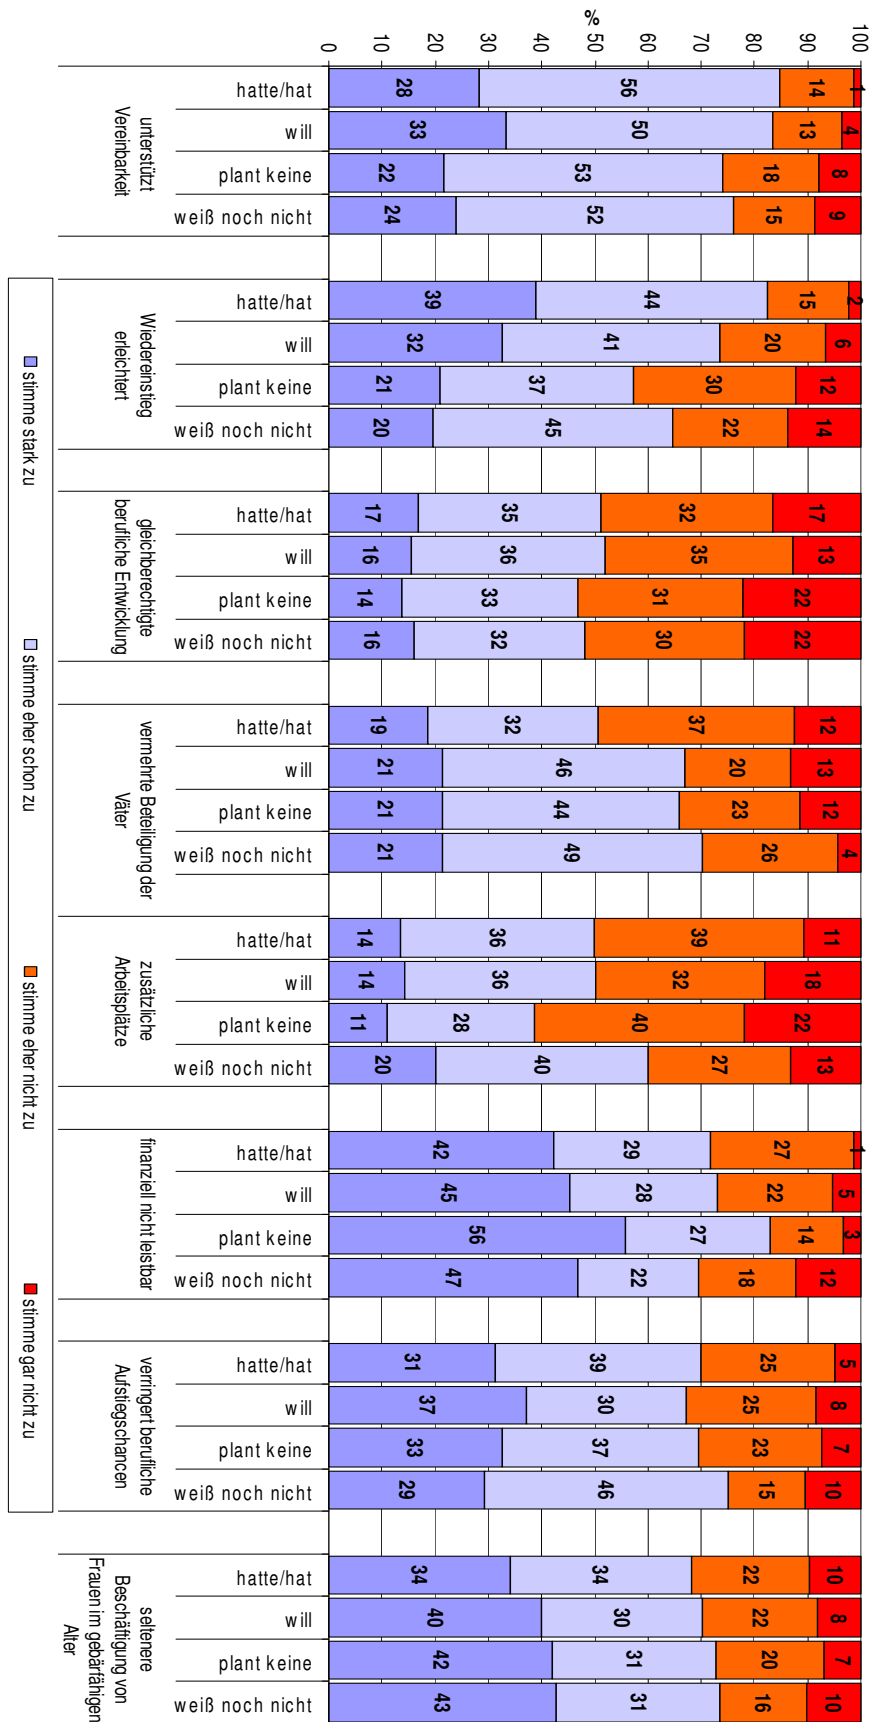 %
100
90
80
70
60
50
40
30
20
10
0
hatte/hat
28 56 14 1
will
33 50 13 4
plant keine
22 53 18 8
weiß noch nicht
24 52 15 9
unterstützt
Vereinbarkeit
hatte/hat
39 44 15 2
will
32 41 20 6
plant keine
21 37 30 12
weiß noch nicht
20 45 22 14
Wiedereinstieg
erleichtert
hatte/hat
17 35 32 17
will
16 36 35 13
plant keine
14 33 31 22
weiß noch nicht
16 32 30 22
gleichberechtigte
berufliche Entwicklung
hatte/hat
19 32 37 12
will
21 46 20 13
plant keine
21 44 23 12
weiß noch nicht
21 49 26 4
vermehrte Beteiligung der
Väter
hatte/hat
14 36 39 11
will
14 36 32 18
plant keine
11 28 40 22
weiß noch nicht
20 40 27 13
zusätzliche
Arbeitsplätze
hatte/hat
42 29 27 1
will
45 28 22 5
plant keine
56 27 14 3
weiß noch nicht
47 22 18 12
finanziell nicht leistbar
hatte/hat
31 39 25 5
will
37 30 25 8
plant keine
33 37 23 7
weiß noch nicht
29 46 15 10
verringert berufliche
Aufstiegschancen
hatte/hat
34 34 22 10
will
40 30 22 8
plant keine
42 31 20 7
weiß noch nicht
43 31 16 10
seltenere
Beschäftigung von
Frauen im gebärfähigen
Alter
stimme stark zu
stimme eher schon zu
stimme eher nicht zu
stimme gar nicht zu